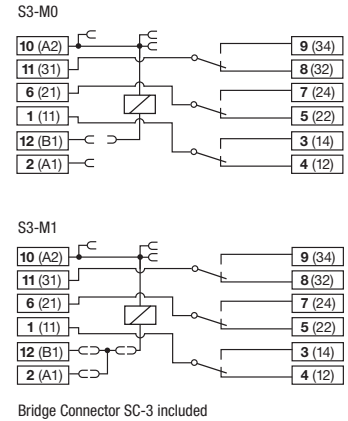 S3-M0
10 (A2) 9 (34)
11 (31) 8 (32)
6 (21) 7 (24)
1 (11) 5 (22)
12 (B1) 3 (14)
2 (A1) 4 (12)
S3-M1
10 (A2) 9 (34)
11 (31) 8(32)
6 (21) 7 (24)
1 (11) 5 (22)
12 (B1) 3 (14)
2 (A1) 4 (12)
Bridge Connector SC-3 included